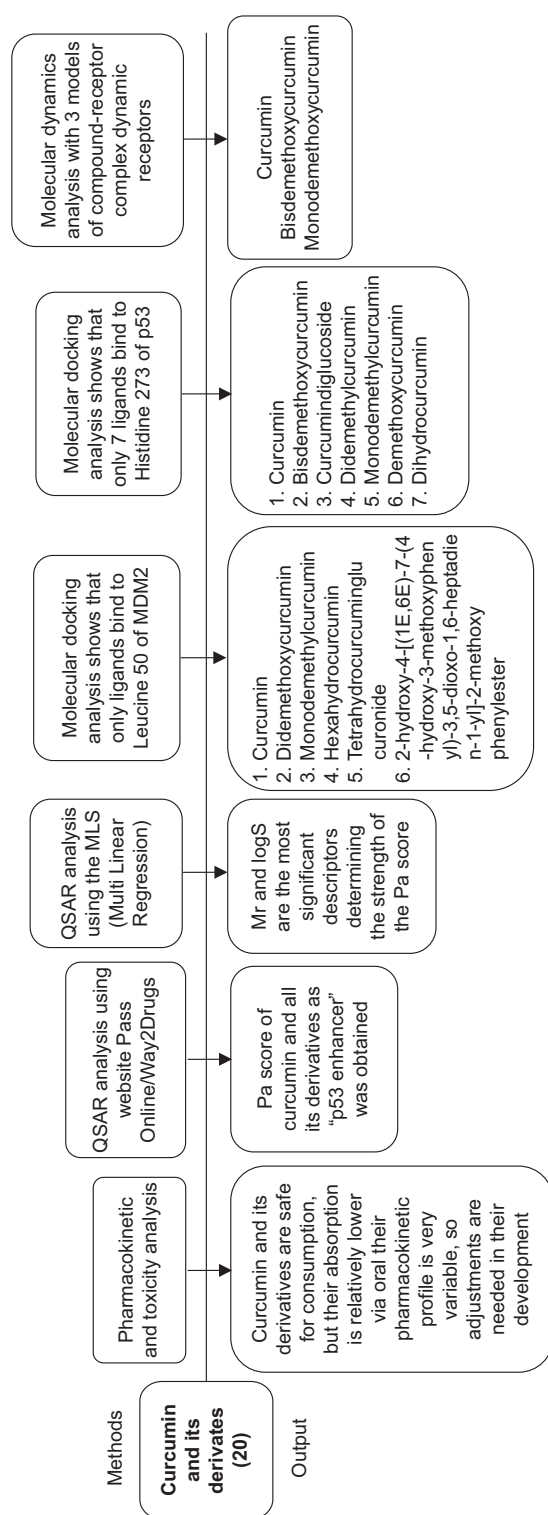 Methods
Curcumin
and its
derivates
(20)
Output
Pharmacokinetic
and toxicity analysis
Curcumin and its
derivatives are safe
for consumption,
but their absorption
is relatively lower
via oral their
pharmacokinetic
profile is very
variable, so
adjustments are
needed in their
development
QSAR analysis using
website Pass
Online/Way2Drugs
Pa score of
curcumin and all
its derivatives as
“p53 enhancer”
was obtained
QSAR analysis
using the MLS
(Multi Linear
Regression)
Mr and logS
are the most
significant
descriptors
determining
the strength of
the Pa score
Molecular docking
analysis shows that
only ligands bind to
Leucine 50 of MDM2
1. Curcumin
2. Didemethoxycurcumin
3. Monodemethylcurcumin
4. Hexahydrocurcumin
5. Tetrahydrocurcuminglu
curonide
6. 2-hydroxy-4-[(1E,6E)-7-(4
-hydroxy-3-methoxyphen
yl)-3,5-dioxo-1,6-heptadie
n-1-yl]-2-methoxy
phenylester
Molecular docking
analysis shows that
only 7 ligands bind to
Histidine 273 of p53
1. Curcumin
2. Bisdemethoxycurcumin
3. Curcumindiglucoside
4. Didemethylcurcumin
5. Monodemethylcurcumin
6. Demethoxycurcumin
7. Dihydrocurcumin
Molecular dynamics
analysis with 3 models
of compound-receptor
complex dynamic
receptors
Curcumin
Bisdemethoxycurcumin
Monodemethoxycurcumin